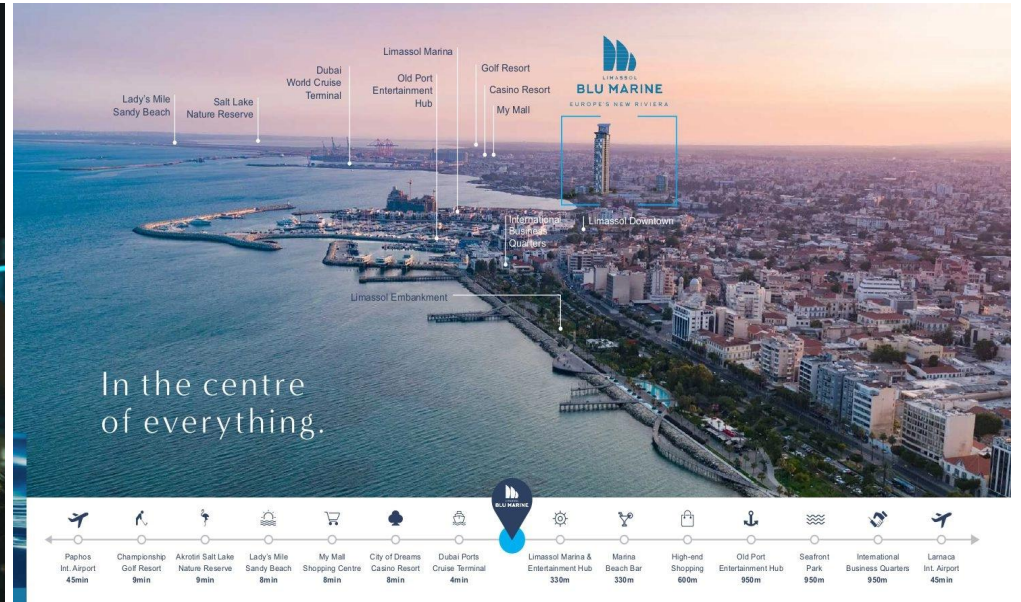 Limassol Marina
Dubai
World Cruise
Terminal
Old Port
Entertainment
Hub
Golf Resort
Casino Resort
My Mall
Lady's Mile
Sandy Beach
Salt Lake
Nature Reserve
LIMASSOL
BLU MARINE
EUROPE'S NEW RIVIERA
International
Business
Quarters
Limassol Downtown
Limassol Embankment
In the centre
of everything.
BLU MARINE
Paphos
Int. Airport
45min
Championship
Golf Resort
9min
Akrotiri Salt Lake
Nature Reserve
9min
Lady's Mile
Sandy Beach
8min
My Mall
Shopping Centre
8min
City of Dreams
Casino Resort
8min
Dubai Ports
Cruise Terminal
4min
Limassol Marina &
Entertainment Hub
330m
Marina
Beach Bar
330m
High-end
Shopping
600m
Old Port
Entertainment Hub
950m
Seafront
Park
950m
International
Business Quarters
950m
Larnaca
Int. Airport
45min